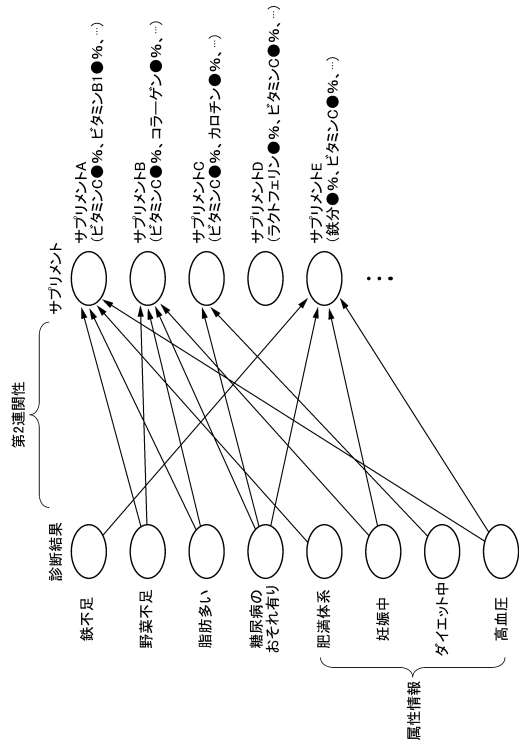 第2連関性
診断結果
サプリメント
鉄不足
野菜不足
脂肪多い
糖尿病の
おそれ有り
肥満体系
妊娠中
ダイエット中
高血圧
属性情報
サプリメントA
(ビタミンC●%、ビタミンB1●%、…)
サプリメントB
(ビタミンC●%、コラーゲン●%、…)
サプリメントC
(ビタミンC●%、カロチン●%、…)
サプリメントD
(ラクトフェリン●%、ビタミンC●%、…)
サプリメントE
(鉄分●%、ビタミンC●%、…)
…